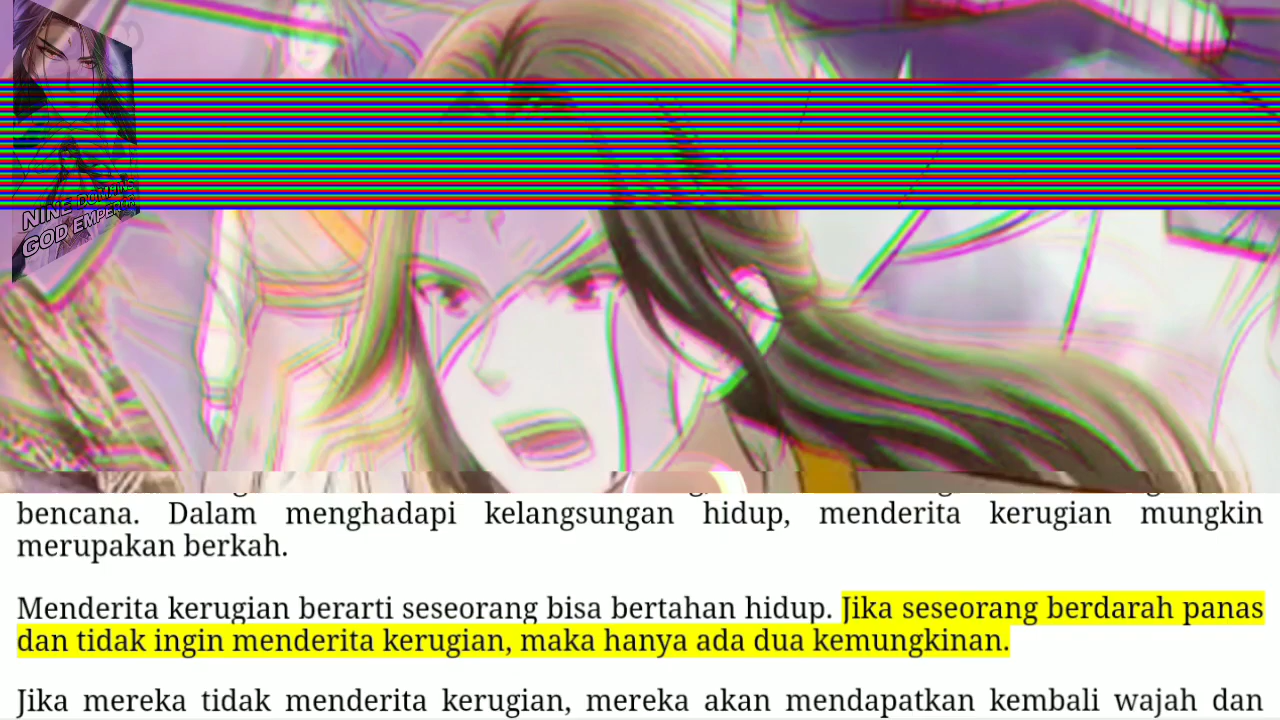 NINE DOMAINS
GOD EMPEROR
bencana. Dalam menghadapi kelangsungan hidup, menderita kerugian mungkin
merupakan berkah.
Menderita kerugian berarti seseorang bisa bertahan hidup. Jika seseorang berdarah panas
dan tidak ingin menderita kerugian, maka hanya ada dua kemungkinan.
Jika mereka tidak menderita kerugian, mereka akan mendapatkan kembali wajah dan